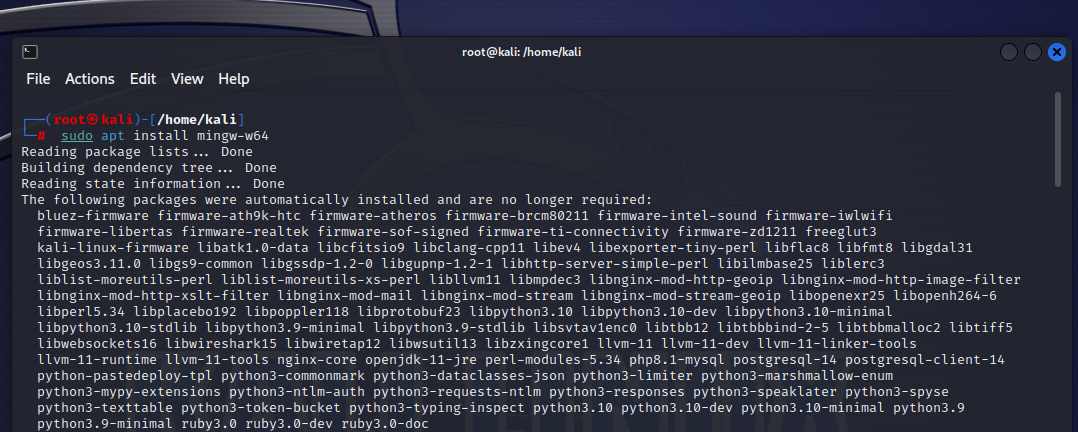 root@kali: /home/kali
File Actions Edit View Help
┌──(root㉿kali)-[/home/kali]
└─# sudo apt install mingw-w64
Reading package lists... Done
Building dependency tree... Done
Reading state information... Done
The following packages were automatically installed and are no longer required:
bluez-firmware firmware-ath9k-htc firmware-atheros firmware-brcm80211 firmware-intel-sound firmware-iwlwifi
firmware-libertas firmware-realtek firmware-sof-signed firmware-ti-connectivity firmware-zd1211 freeglut3
kali-linux-firmware libatk1.0-data libcfitsio9 libclang-cpp11 libev4 libexporter-tiny-perl libflac8 libfmt8 libgdal31
libgeos3.11.0 libgs9-common libgssdp-1.2-0 libgupnp-1.2-1 libhttp-server-simple-perl libilmbase25 liblerc3
liblist-moreutils-perl liblist-moreutils-xs-perl libllvm11 libmpdec3 libnginx-mod-http-geoip libnginx-mod-http-image-filter
libnginx-mod-http-xslt-filter libnginx-mod-mail libnginx-mod-stream libnginx-mod-stream-geoip libopenexr25 libopenh264-6
libperl5.34 libplacebo192 libpoppler118 libprotobuf23 libpython3.10 libpython3.10-dev libpython3.10-minimal
libpython3.10-stdlib libpython3.9-minimal libpython3.9-stdlib libsvtav1enc0 libtbb12 libtbbbind-2-5 libtbbmalloc2 libtiff5
libwebsockets16 libwireshark15 libwiretap12 libwsutil13 libzxingcore1 llvm-11 llvm-11-dev llvm-11-linker-tools
llvm-11-runtime llvm-11-tools nginx-core openjdk-11-jre perl-modules-5.34 php8.1-mysql postgresql-14 postgresql-client-14
python-pastedeploy-tpl python3-commonmark python3-dataclasses-json python3-limiter python3-marshmallow-enum
python3-mypy-extensions python3-ntlm-auth python3-requests-ntlm python3-responses python3-speaklater python3-spyse
python3-texttable python3-token-bucket python3-typing-inspect python3.10 python3.10-dev python3.10-minimal python3.9
python3.9-minimal ruby3.0 ruby3.0-dev ruby3.0-doc